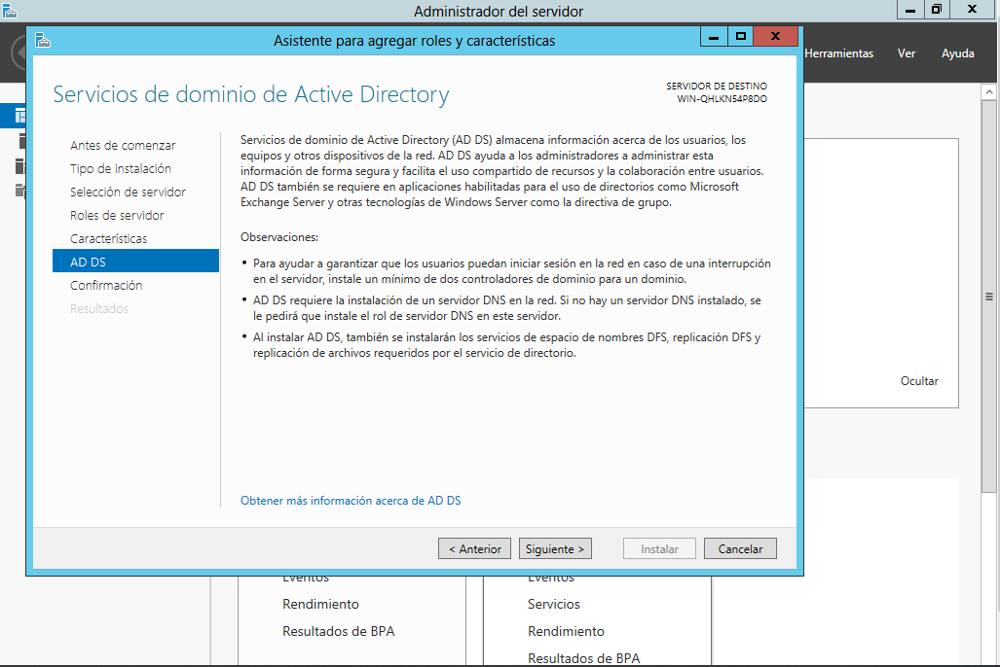 Administrador del servidor
Herramientas Ver Ayuda
Asistente para agregar roles y características
Servicios de dominio de Active Directory
SERVIDOR DE DESTINO
WIN-QHLKN54P8DO
Antes de comenzar
Tipo de instalación
Selección de servidor
Roles de servidor
Características
AD DS
Confirmación
Resultados
Servicios de dominio de Active Directory (AD DS) almacena información acerca de los usuarios, los
equipos y otros dispositivos de la red. AD DS ayuda a los administradores a administrar esta
información de forma segura y facilita el uso compartido de recursos y la colaboración entre usuarios.
AD DS también se requiere en aplicaciones habilitadas para el uso de directorios como Microsoft
Exchange Server y otras tecnologías de Windows Server como la directiva de grupo.
Observaciones:
• Para ayudar a garantizar que los usuarios puedan iniciar sesión en la red en caso de una interrupción
en el servidor, instale un mínimo de dos controladores de dominio para un dominio.
• AD DS requiere la instalación de un servidor DNS en la red. Si no hay un servidor DNS instalado, se
le pedirá que instale el rol de servidor DNS en este servidor.
• Al instalar AD DS, también se instalarán los servicios de espacio de nombres DFS, replicación DFS y
replicación de archivos requeridos por el servicio de directorio.
Obtener más información acerca de AD DS
< Anterior
Siguiente >
Instalar
Cancelar
Ocultar
Eventos
Rendimiento
Resultados de BPA
Eventos
Servicios
Rendimiento
Resultados de BPA